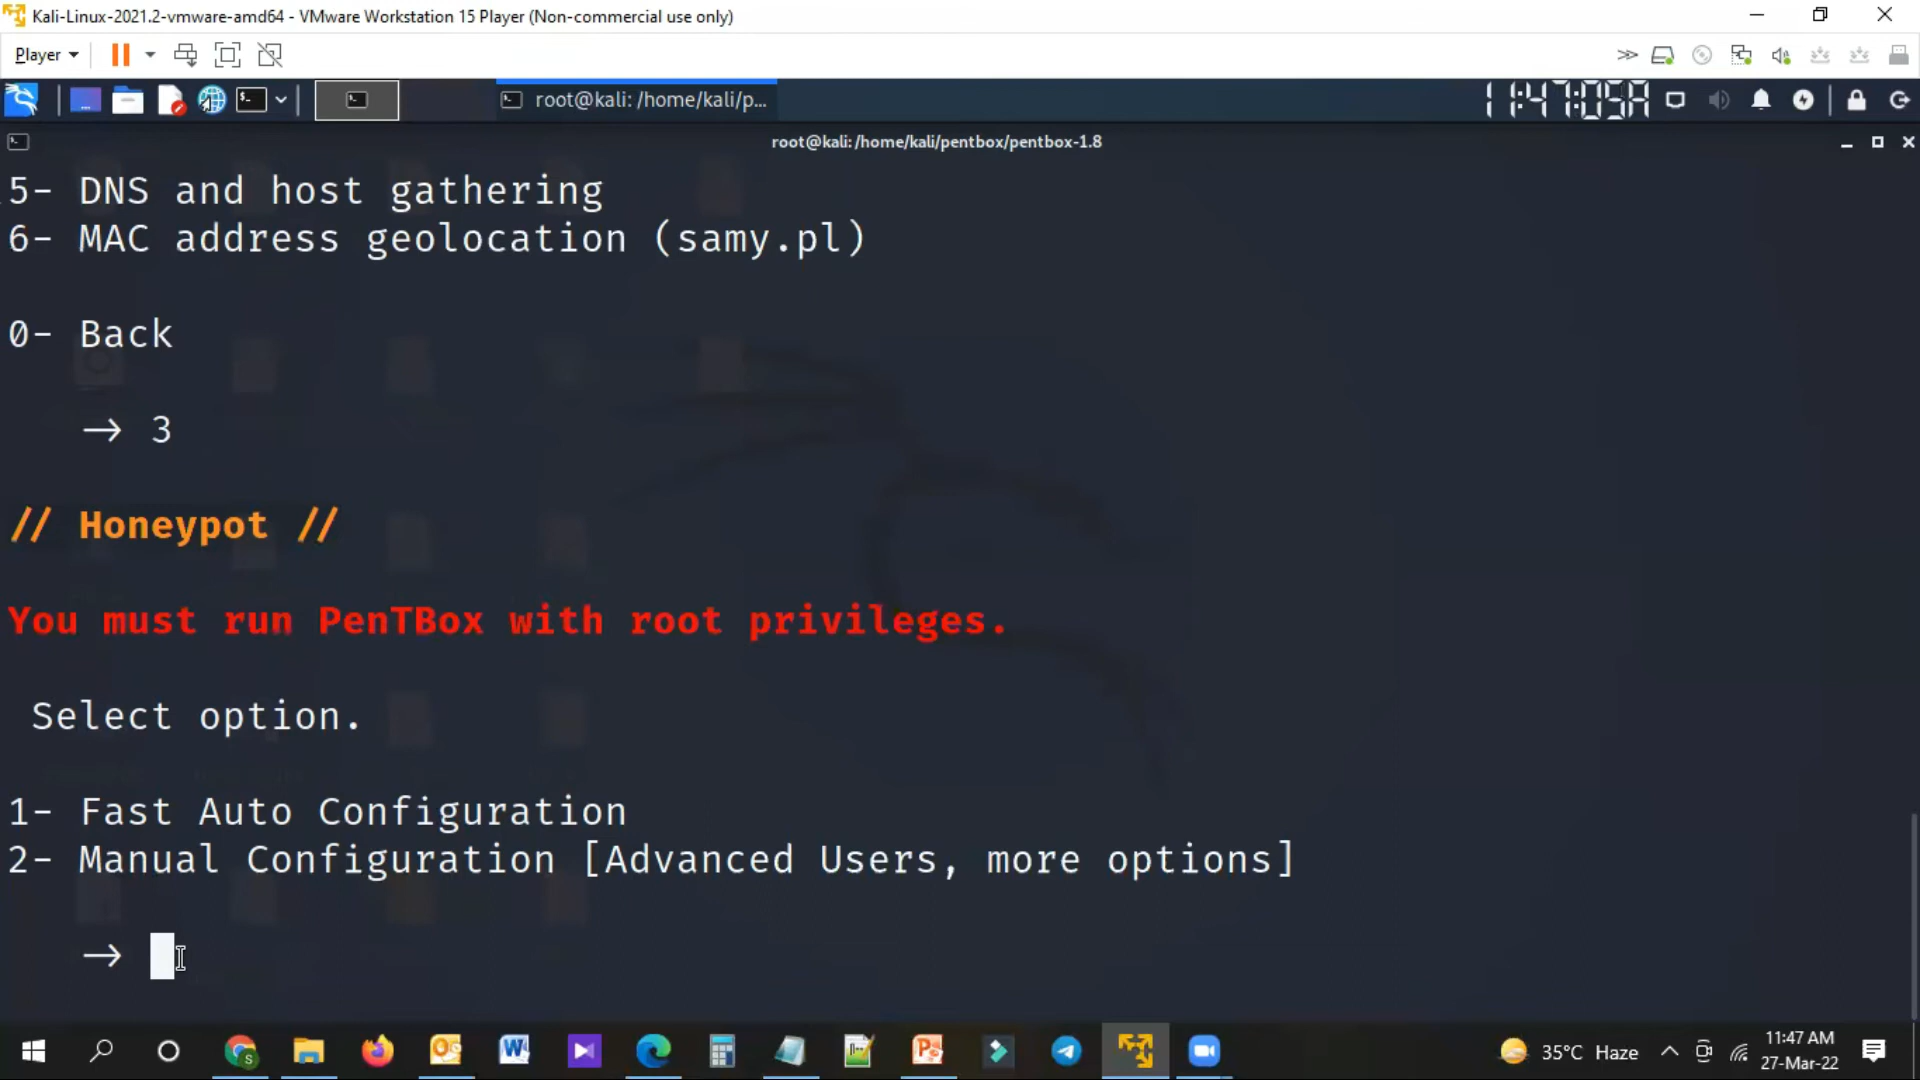 Kali-Linux-2021.2-vmware-amd64 - VMware Workstation 15 Player (Non-commercial use only)
Player
root@kali: /home/kali/p...
11:47:05A
root@kali:/home/kali/pentbox/pentbox-1.8
5- DNS and host gathering
6- MAC address geolocation (samy.pl)
0- Back
→ 3
// Honeypot //
You must run PenTBox with root privileges.
Select option.
1- Fast Auto Configuration
2- Manual Configuration [Advanced Users, more options]
→
35°C Haze
11:47 AM
27-Mar-22